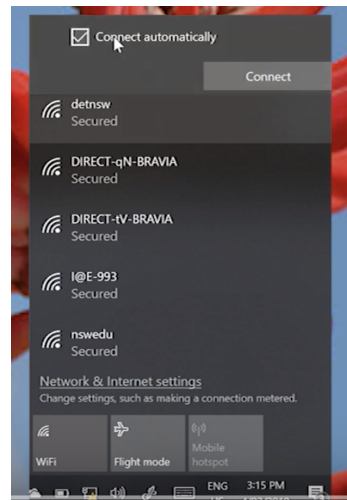 Connect automatically
Connect
detnsw
Secured
DIRECT-qN-BRAVIA
Secured
DIRECT-tV-BRAVIA
Secured
I@E-993
Secured
nswedu
Secured
Network & Internet settings
Change settings, such as making a connection metered.
WiFi
Flight mode
Mobile
hotspot
ENG
3:15 PM